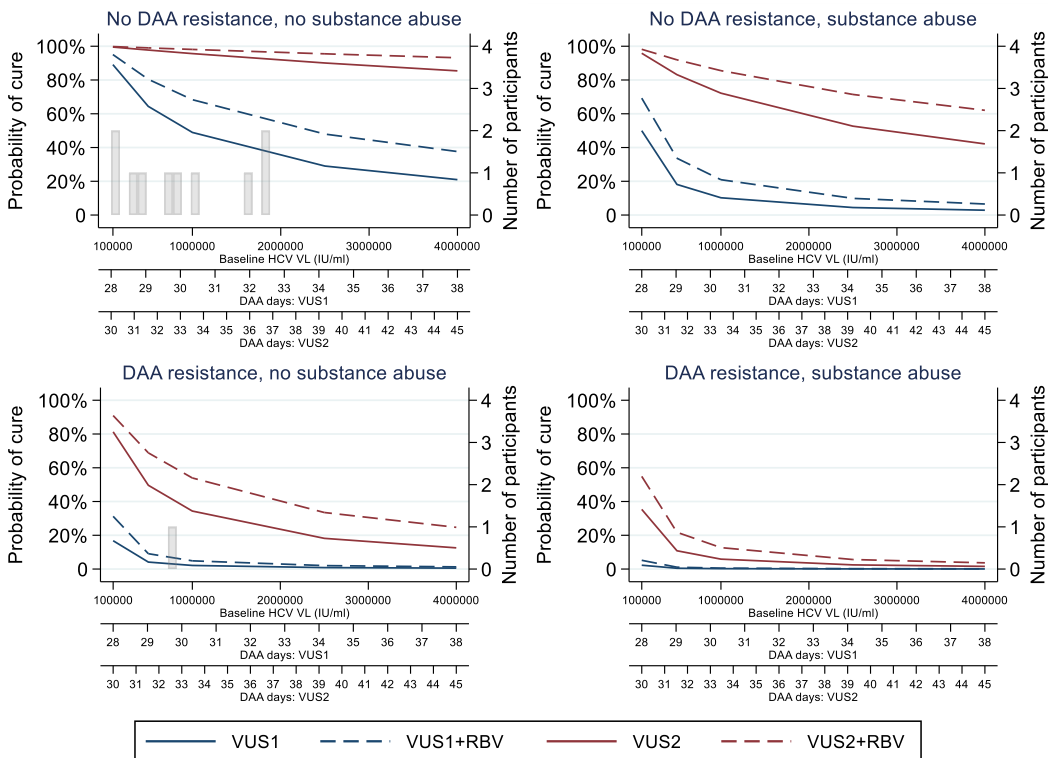 No DAA resistance, no substance abuse
Probability of cure
100%
80%
60%
40%
20%
0
4
3
2
1
0
Number of participants
100000 1000000 2000000 3000000 4000000
Baseline HCV VL (IU/ml)
28 29 30 31 32 33 34 35 36 37 38
DAA days: VUS1
30 31 32 33 34 35 36 37 38 39 40 41 42 43 44 45
DAA days: VUS2
No DAA resistance, substance abuse
Probability of cure
100%
80%
60%
40%
20%
0
4
3
2
1
0
Number of participants
100000 1000000 2000000 3000000 4000000
Baseline HCV VL (IU/ml)
28 29 30 31 32 33 34 35 36 37 38
DAA days: VUS1
30 31 32 33 34 35 36 37 38 39 40 41 42 43 44 45
DAA days: VUS2
DAA resistance, no substance abuse
Probability of cure
100%
80%
60%
40%
20%
0
4
3
2
1
0
Number of participants
100000 1000000 2000000 3000000 4000000
Baseline HCV VL (IU/ml)
28 29 30 31 32 33 34 35 36 37 38
DAA days: VUS1
30 31 32 33 34 35 36 37 38 39 40 41 42 43 44 45
DAA days: VUS2
DAA resistance, substance abuse
Probability of cure
100%
80%
60%
40%
20%
0
4
3
2
1
0
Number of participants
100000 1000000 2000000 3000000 4000000
Baseline HCV VL (IU/ml)
28 29 30 31 32 33 34 35 36 37 38
DAA days: VUS1
30 31 32 33 34 35 36 37 38 39 40 41 42 43 44 45
DAA days: VUS2
VUS1 VUS1+RBV VUS2 VUS2+RBV